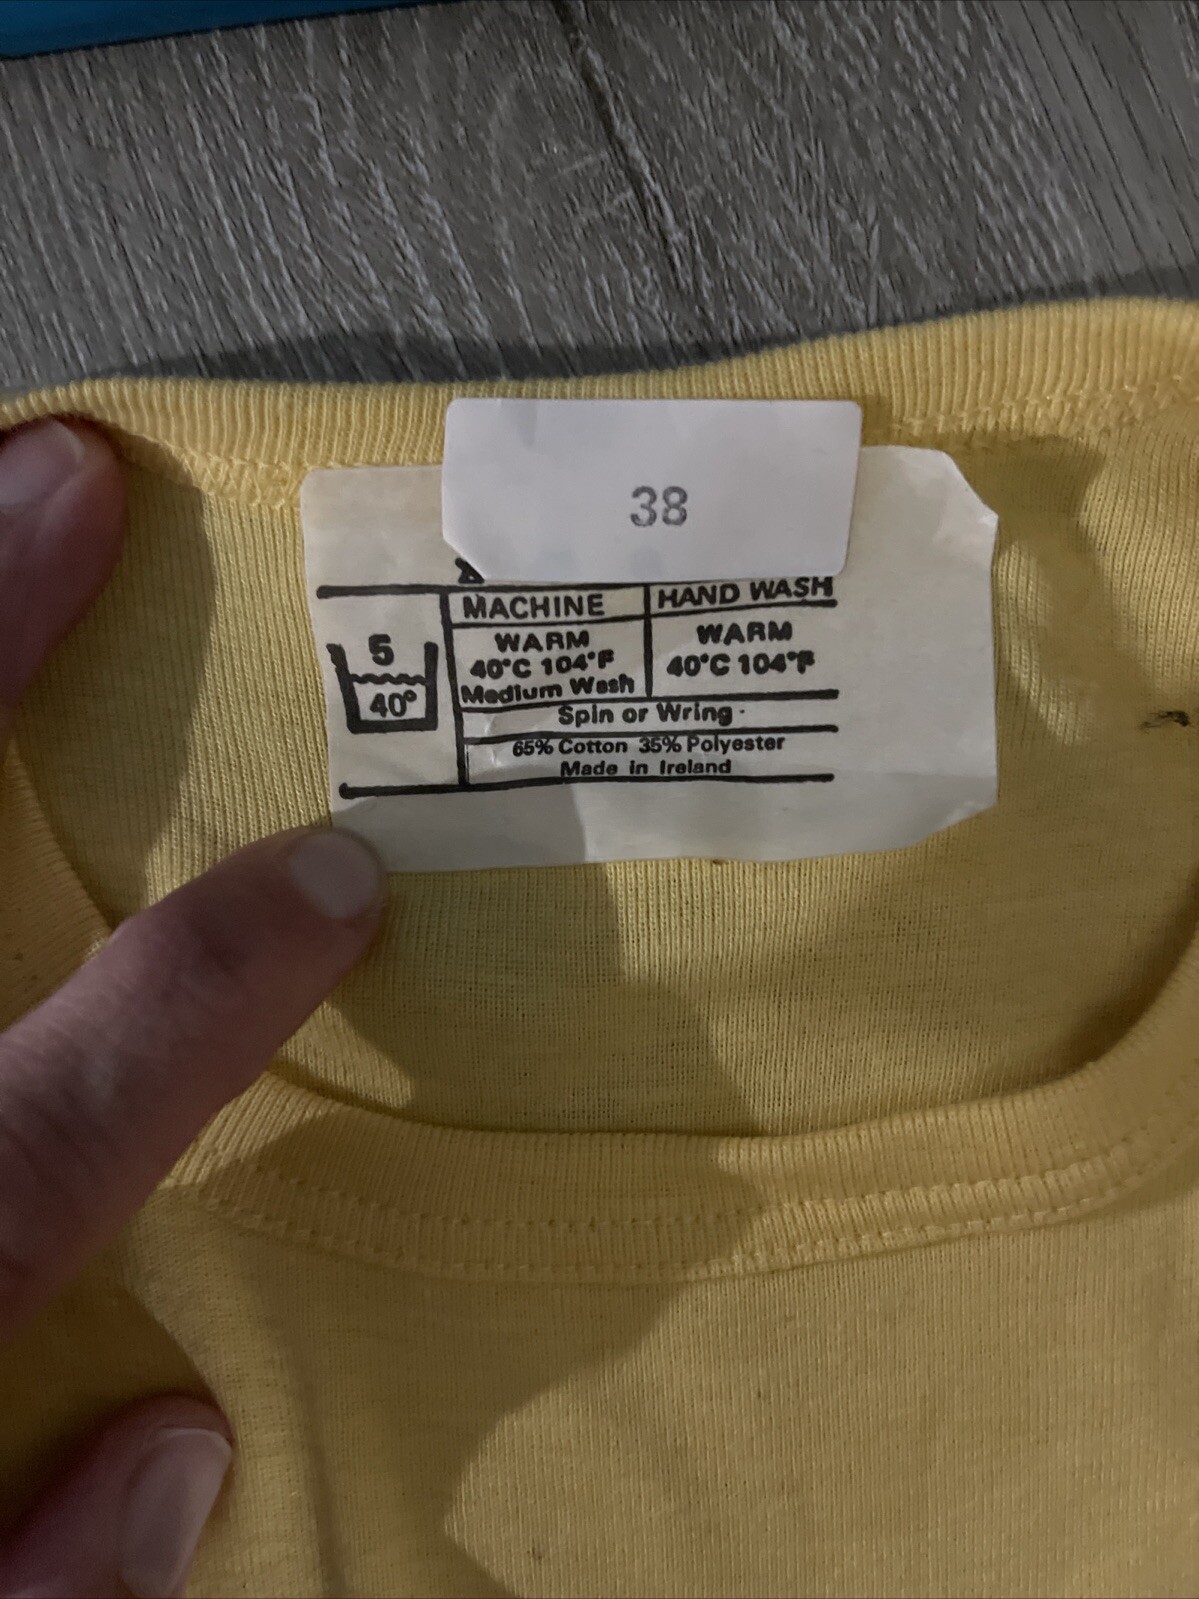 38
MACHINE HAND WASH
5 WARM WARM
40°C 104°F 40°C 104°F
40° Medium Wash
Spin or Wring
65% Cotton 35% Polyester
Made in Ireland